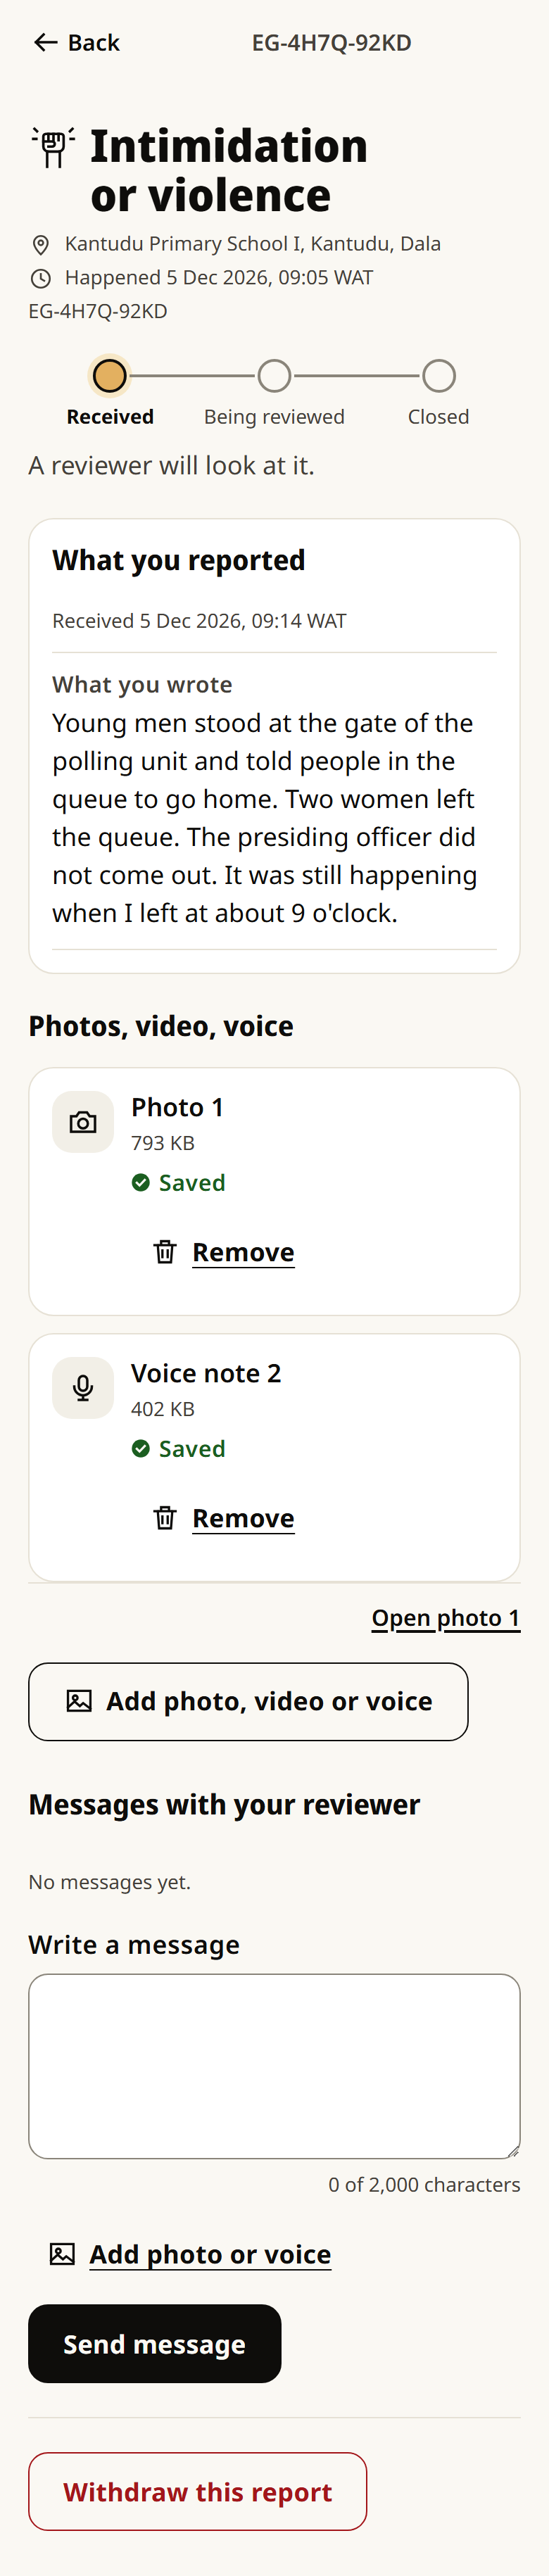 Back
EG-4H7Q-92KD
Intimidation
or violence
Kantudu Primary School I, Kantudu, Dala
Happened 5 Dec 2026, 09:05 WAT
EG-4H7Q-92KD
Received
Being reviewed
Closed
A reviewer will look at it.
What you reported
Received 5 Dec 2026, 09:14 WAT
What you wrote
Young men stood at the gate of the
polling unit and told people in the
queue to go home. Two women left
the queue. The presiding officer did
not come out. It was still happening
when I left at about 9 o'clock.
Photos, video, voice
Photo 1
793 KB
Saved
Remove
Voice note 2
402 KB
Saved
Remove
Open photo 1
Add photo, video or voice
Messages with your reviewer
No messages yet.
Write a message
0 of 2,000 characters
Add photo or voice
Send message
Withdraw this report